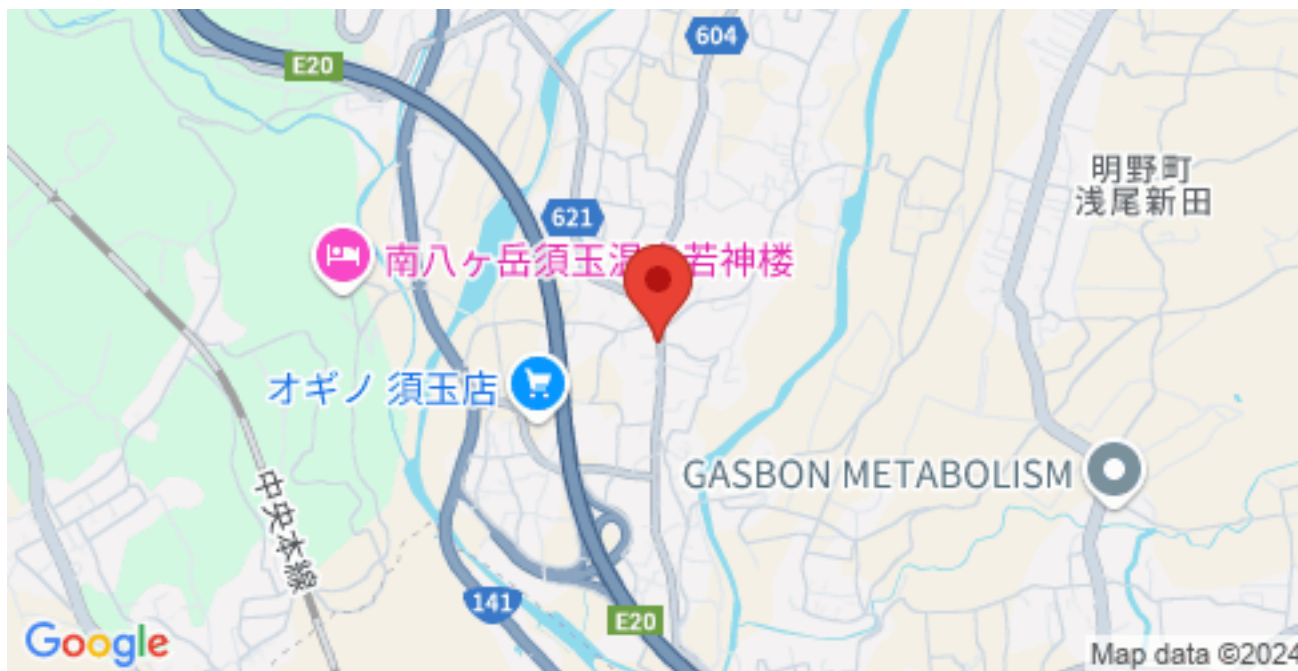 604
E20
明野町
浅尾新田
621
南八ヶ岳須玉温 若神楼
オギノ 須玉店
GASBON METABOLISM
中央本線
141
E20
Google
Map data ©2024